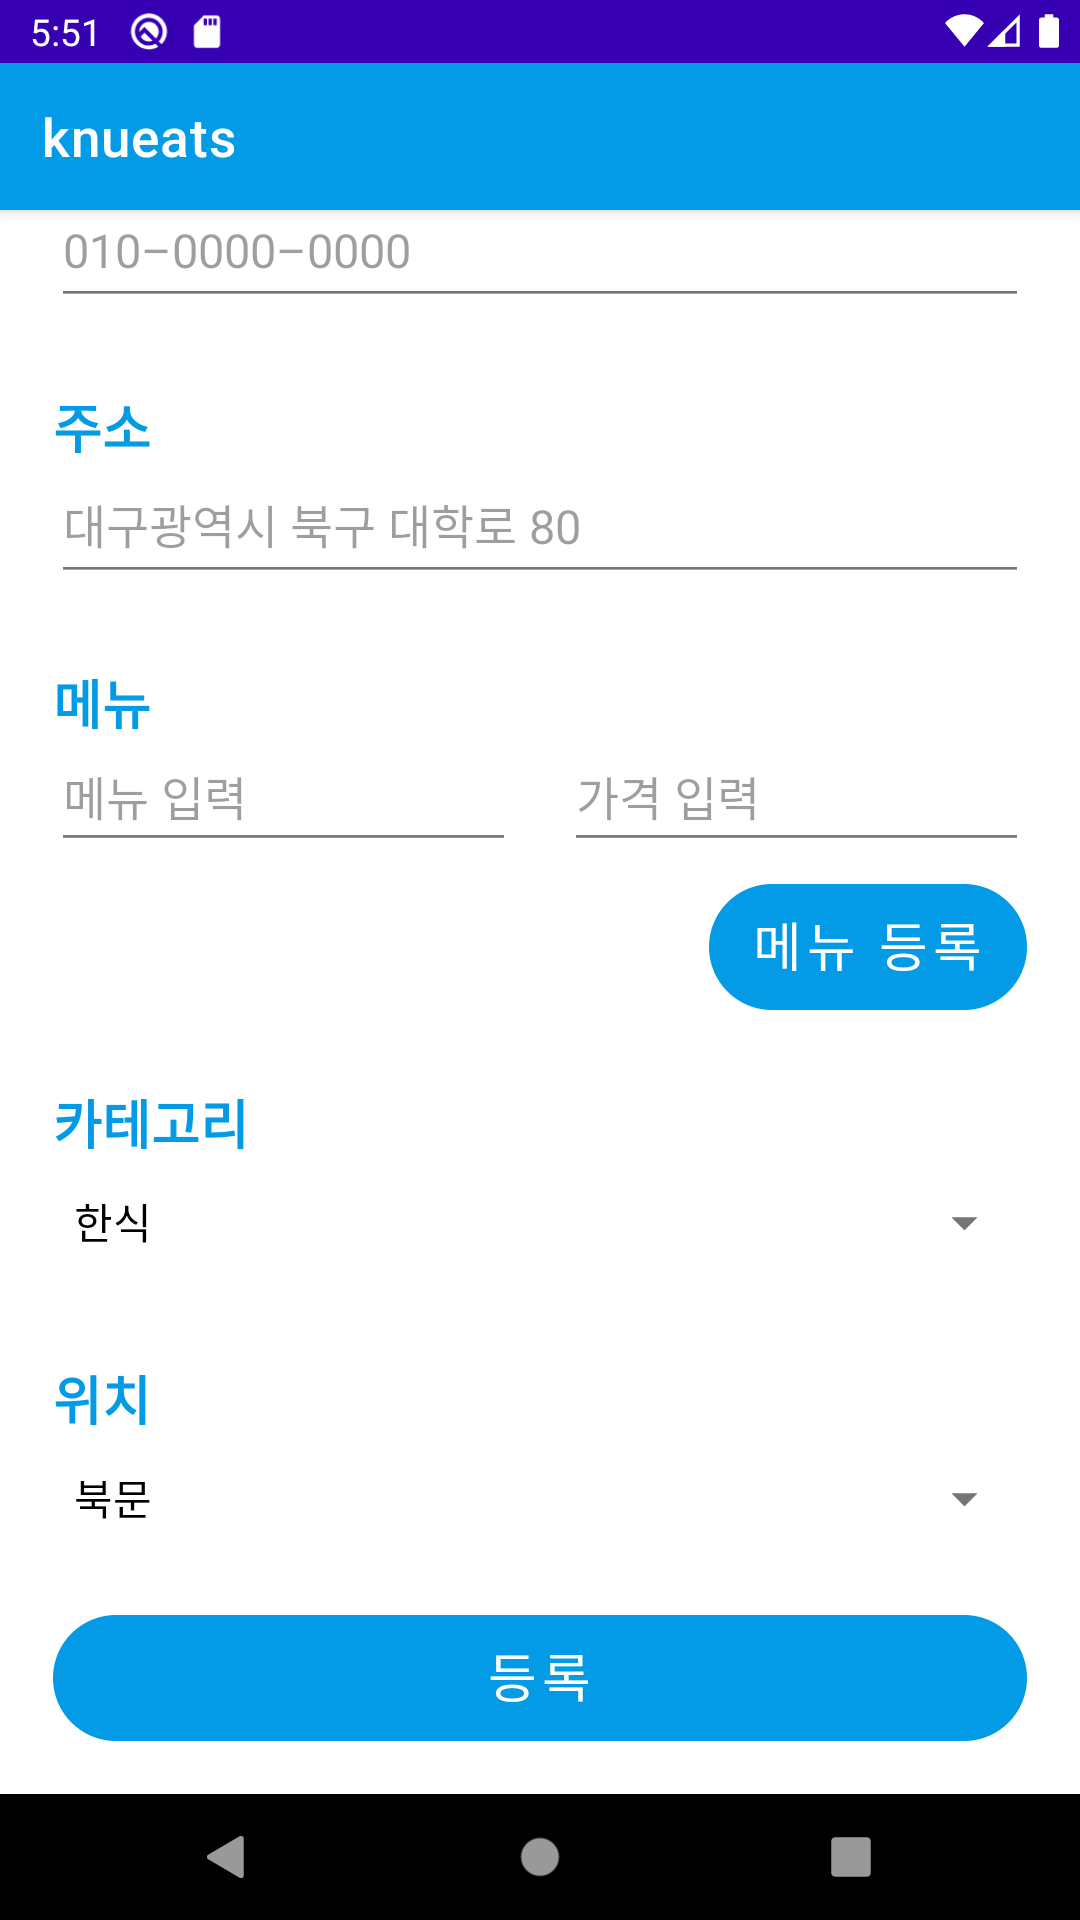 5:51
knueats
010-0000-0000
주소
대구광역시 북구 대학로 80
메뉴
메뉴 입력 가격 입력
메뉴 등록
카테고리
한식
위치
북문
등록